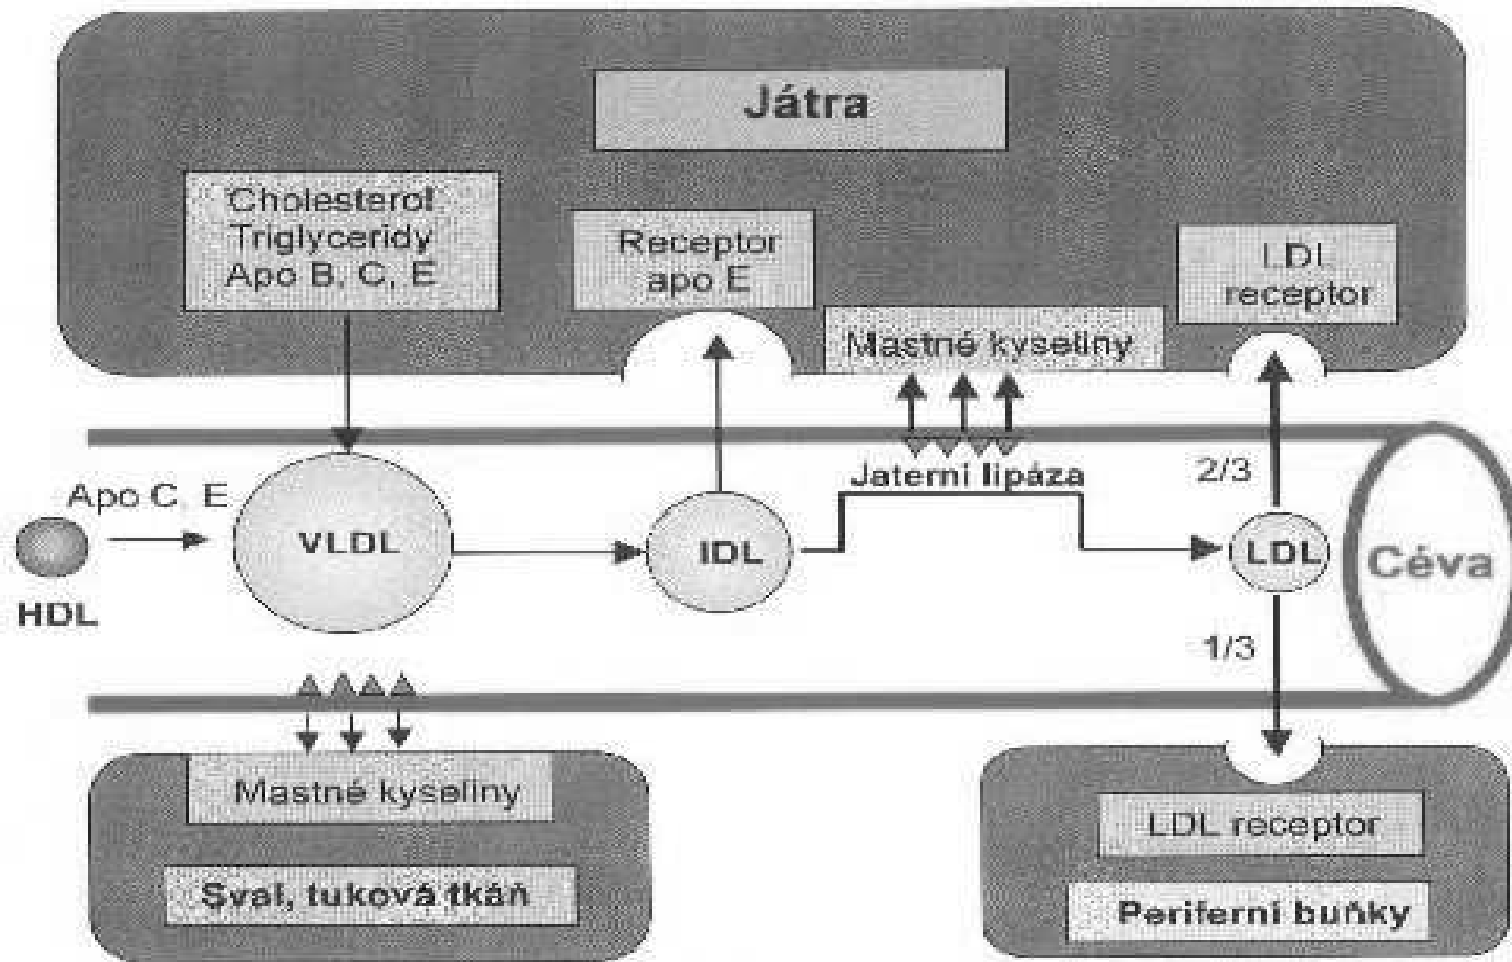 Játra
Cholesterol
Triglyceridy
Apo B, C, E
Receptor
apo E
LDL
receptor
Mastné kyseliny
Jaterní lipáza
2/3
Apo C, E
VLDL
IDL
LDL
Céva
HDL
1/3
Mastné kyseliny
Sval, tuková tkáň
LDL receptor
Periferní buňky